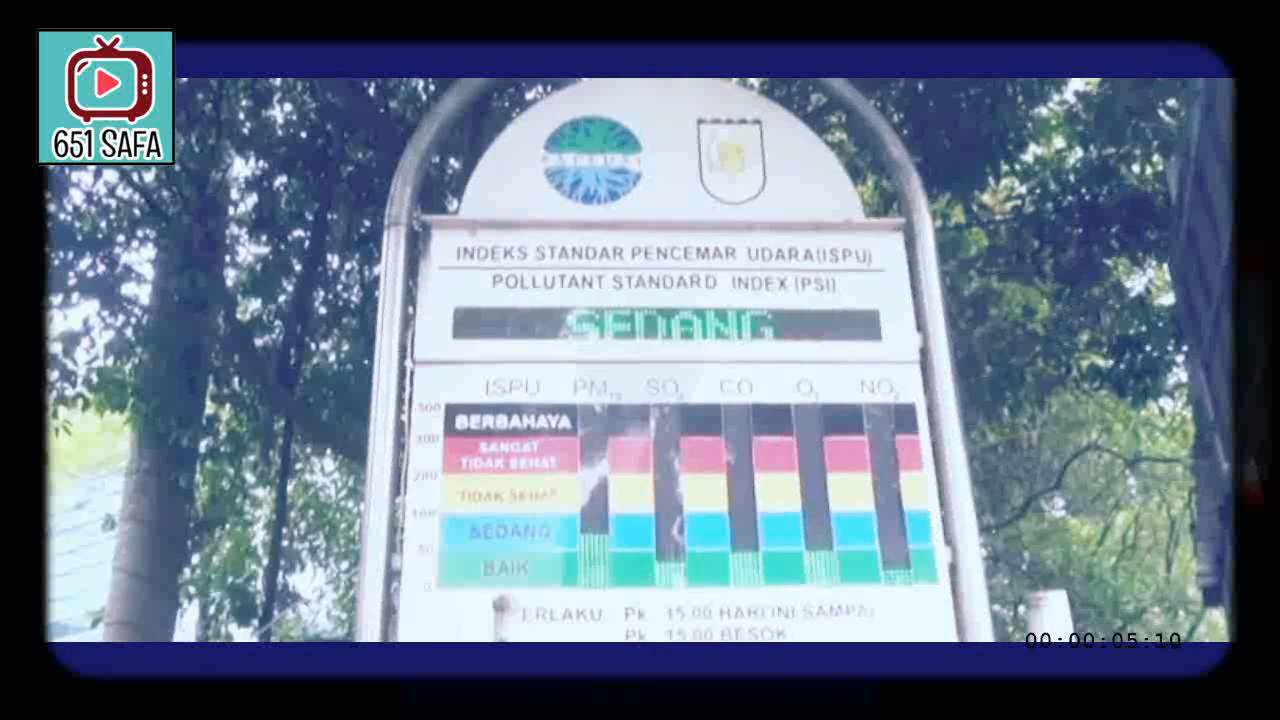 651 SAFA
INDEKS STANDAR PENCEMAR UDARA(ISPU)
POLLUTANT STANDARD INDEX (PSI)
SEDANG
ISPU PM10 SO2 CO O3 NO2
500
BERBAHAYA
300
SANGAT
TIDAK SEHAT
200
TIDAK SEHAT
100
SEDANG
50
BAIK
0
ERLAKU Pk 15.00 HARI INI SAMPAI
Pk 15.00 BESOK
00:00:05:10